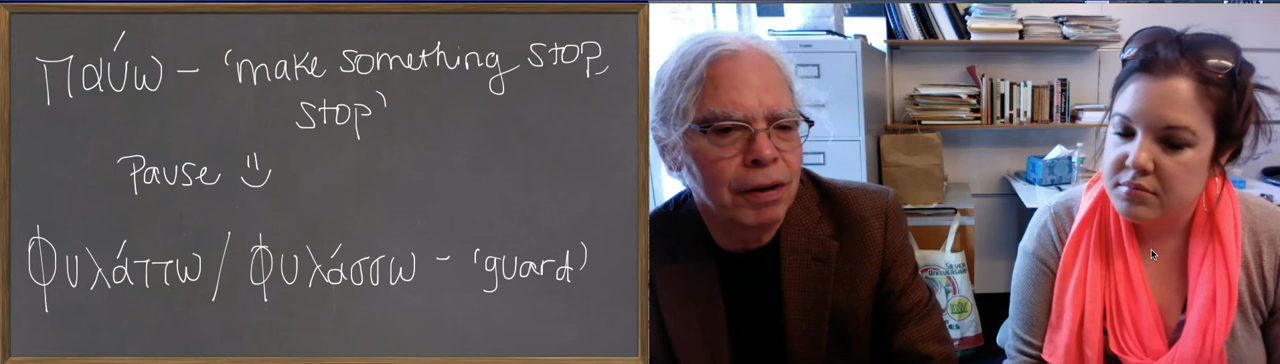 παύω – 'make something stop,
stop'
Pause :)
φυλάττω / φυλάσσω – 'guard'